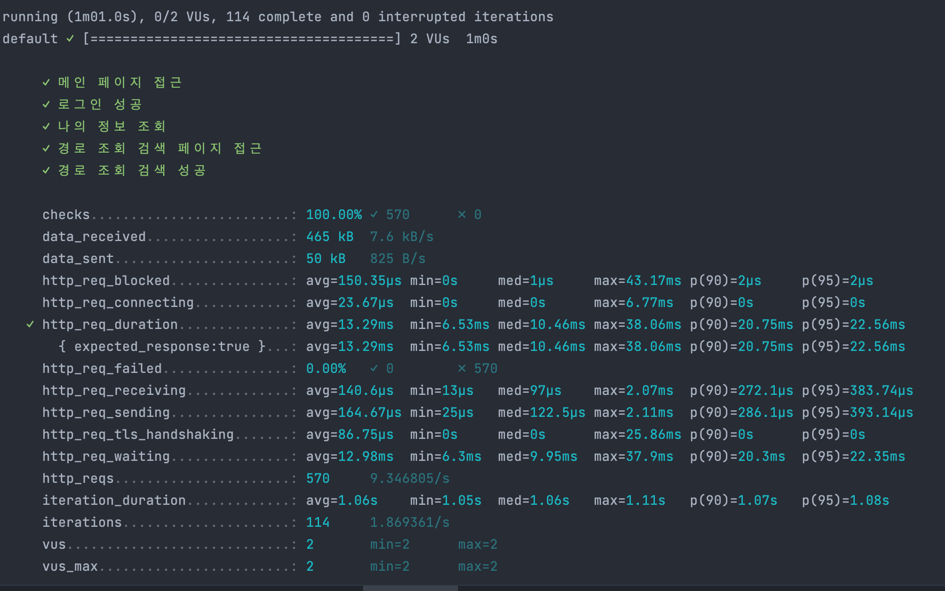 running (1m01.0s), 0/2 VUs, 114 complete and 0 interrupted iterations
default ✓ [======================================] 2 VUs  1m0s
✓ 메인 페이지 접근
✓ 로그인 성공
✓ 나의 정보 조회
✓ 경로 조회 검색 페이지 접근
✓ 경로 조회 검색 성공
checks.........................: 100.00% ✓ 570      ✗ 0
data_received..................: 465 kB  7.6 kB/s
data_sent......................: 50 kB   825 B/s
http_req_blocked...............: avg=150.35µs min=0s     med=1µs     max=43.17ms p(90)=2µs     p(95)=2µs
http_req_connecting............: avg=23.67µs  min=0s     med=0s      max=6.77ms  p(90)=0s      p(95)=0s
✓ http_req_duration..............: avg=13.29ms  min=6.53ms med=10.46ms max=38.06ms p(90)=20.75ms p(95)=22.56ms
{ expected_response:true }...: avg=13.29ms  min=6.53ms med=10.46ms max=38.06ms p(90)=20.75ms p(95)=22.56ms
http_req_failed................: 0.00%   ✓ 0        ✗ 570
http_req_receiving.............: avg=140.6µs  min=13µs   med=97µs    max=2.07ms  p(90)=272.1µs p(95)=383.74µs
http_req_sending...............: avg=164.67µs min=25µs   med=122.5µs max=2.11ms  p(90)=286.1µs p(95)=393.14µs
http_req_tls_handshaking.......: avg=86.75µs  min=0s     med=0s      max=25.86ms p(90)=0s      p(95)=0s
http_req_waiting...............: avg=12.98ms  min=6.3ms  med=9.95ms  max=37.9ms  p(90)=20.3ms  p(95)=22.35ms
http_reqs......................: 570     9.346805/s
iteration_duration.............: avg=1.06s    min=1.05s  med=1.06s   max=1.11s   p(90)=1.07s   p(95)=1.08s
iterations.....................: 114     1.869361/s
vus............................: 2       min=2      max=2
vus_max........................: 2       min=2      max=2